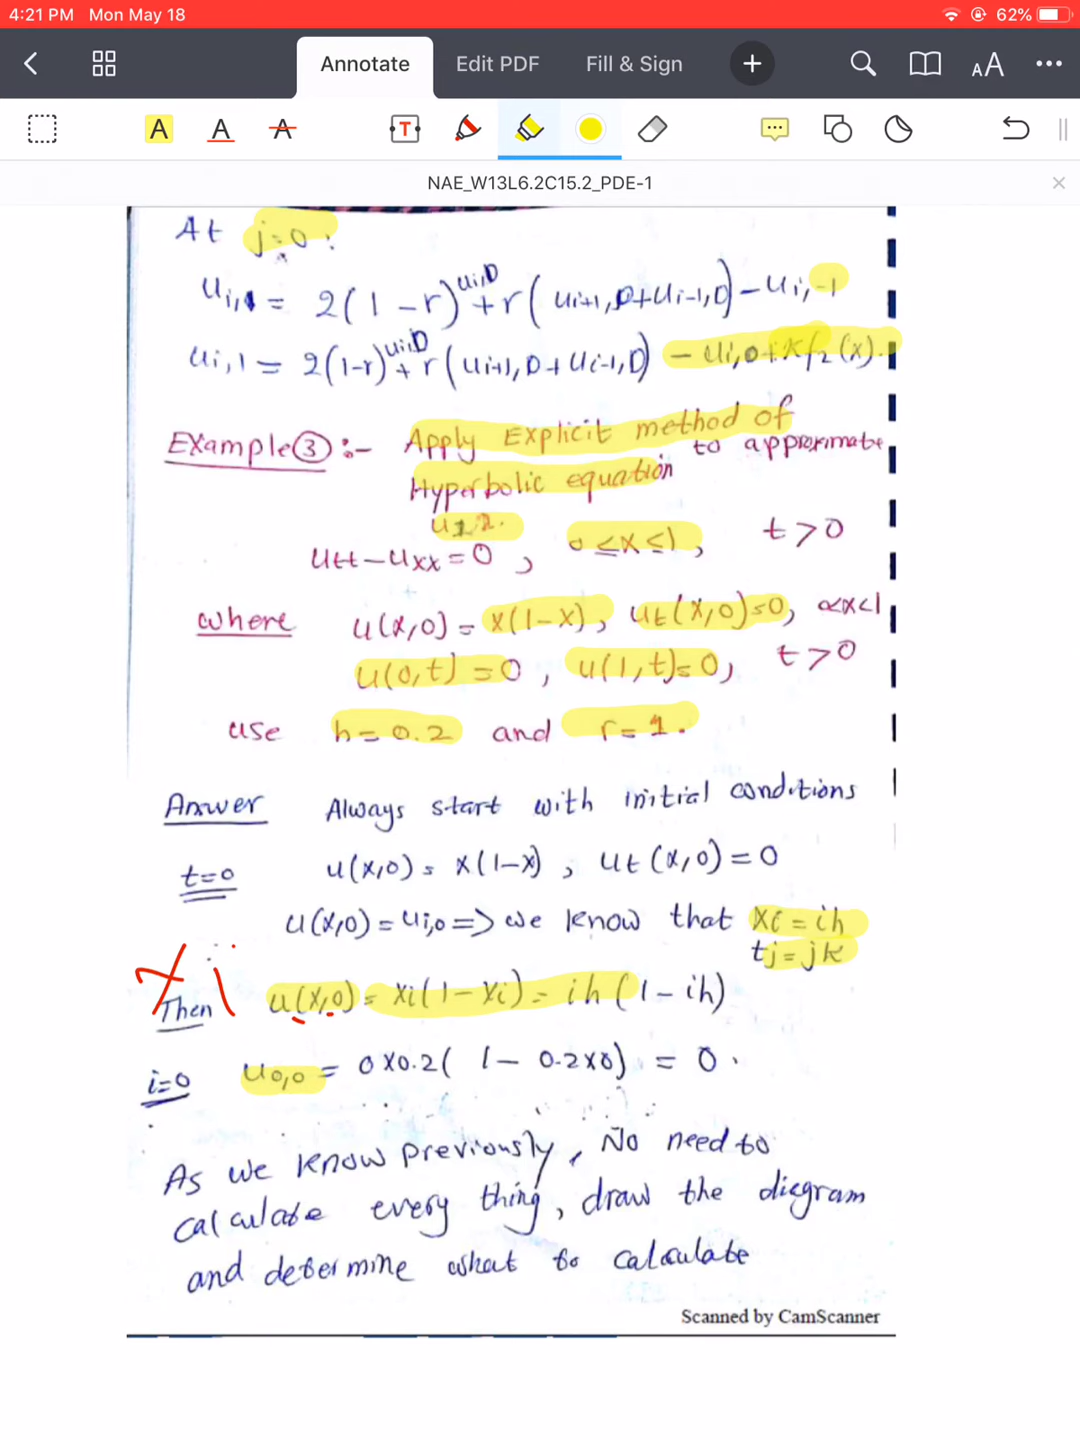 4:21 PM Mon May 18 62%
Annotate Edit PDF Fill & Sign
NAE_W13L6.2C15.2_PDE-1
At j=0:
ui,1 = 2(1-r)ui,0 + r(ui+1,0+ui-1,0) - ui,-1
ui,1 = 2(1-r)ui,0 + r(ui+1,0+ui-1,0) - ui,0+kf2(x).
Example③:- Apply Explicit method of
Hyperbolic equation to approximate
utt-uxx=0, 0≤x≤1, t>0
where u(x,0)=x(1-x), ut(x,0)=0, 0<x<1
u(0,t)=0, u(1,t)=0, t>0
use h=0.2 and r=1.
Answer Always start with initial conditions
t=0 u(x,0)=x(1-x), ut(x,0)=0
u(x,0)=ui,0=> we know that xi=ih
tj=jk
xi
Then u(x,0)=xi(1-xi)=ih(1-ih)
i=0 u0,0=0x0.2(1-0.2x0)=0.
As we know previously, No need to
calculate every thing, draw the diagram
and determine what to calculate
Scanned by CamScanner